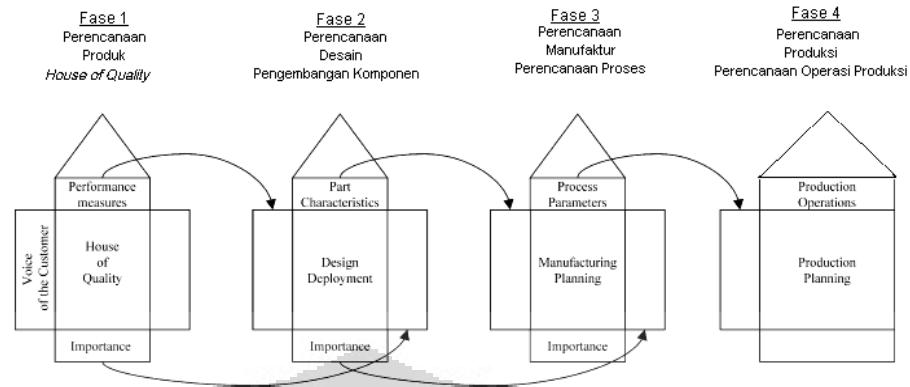 Fase 1
Perencanaan
Produk
House of Quality
Fase 2
Perencanaan
Desain
Pengembangan Komponen
Fase 3
Perencanaan
Manufaktur
Perencanaan Proses
Fase 4
Perencanaan
Produksi
Perencanaan Operasi Produksi
Performance
measures
Voice
of the Customer
House
of
Quality
Importance
Part
Characteristics
Design
Deployment
Importance
Process
Parameters
Manufacturing
Planning
Importance
Production
Operations
Production
Planning